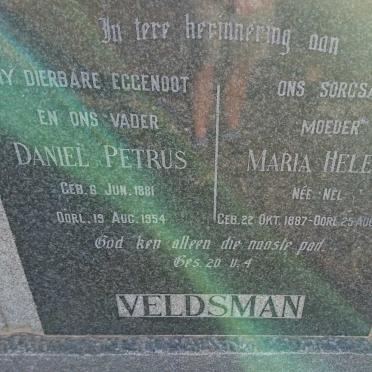 In tere herinnering aan
MY DIERBARE EGGENOOT
EN ONS VADER
DANIEL PETRUS
GEB. 6 JUN. 1881
OORL. 19 AUG. 1954
ONS SORGSA
MOEDER
MARIA HELE
NÉE: NEL
GEB. 22 OKT. 1887-OORL. 25 AUG
God ken alleen die naaste pad.
Ges. 20 v. 4
VELDSMAN